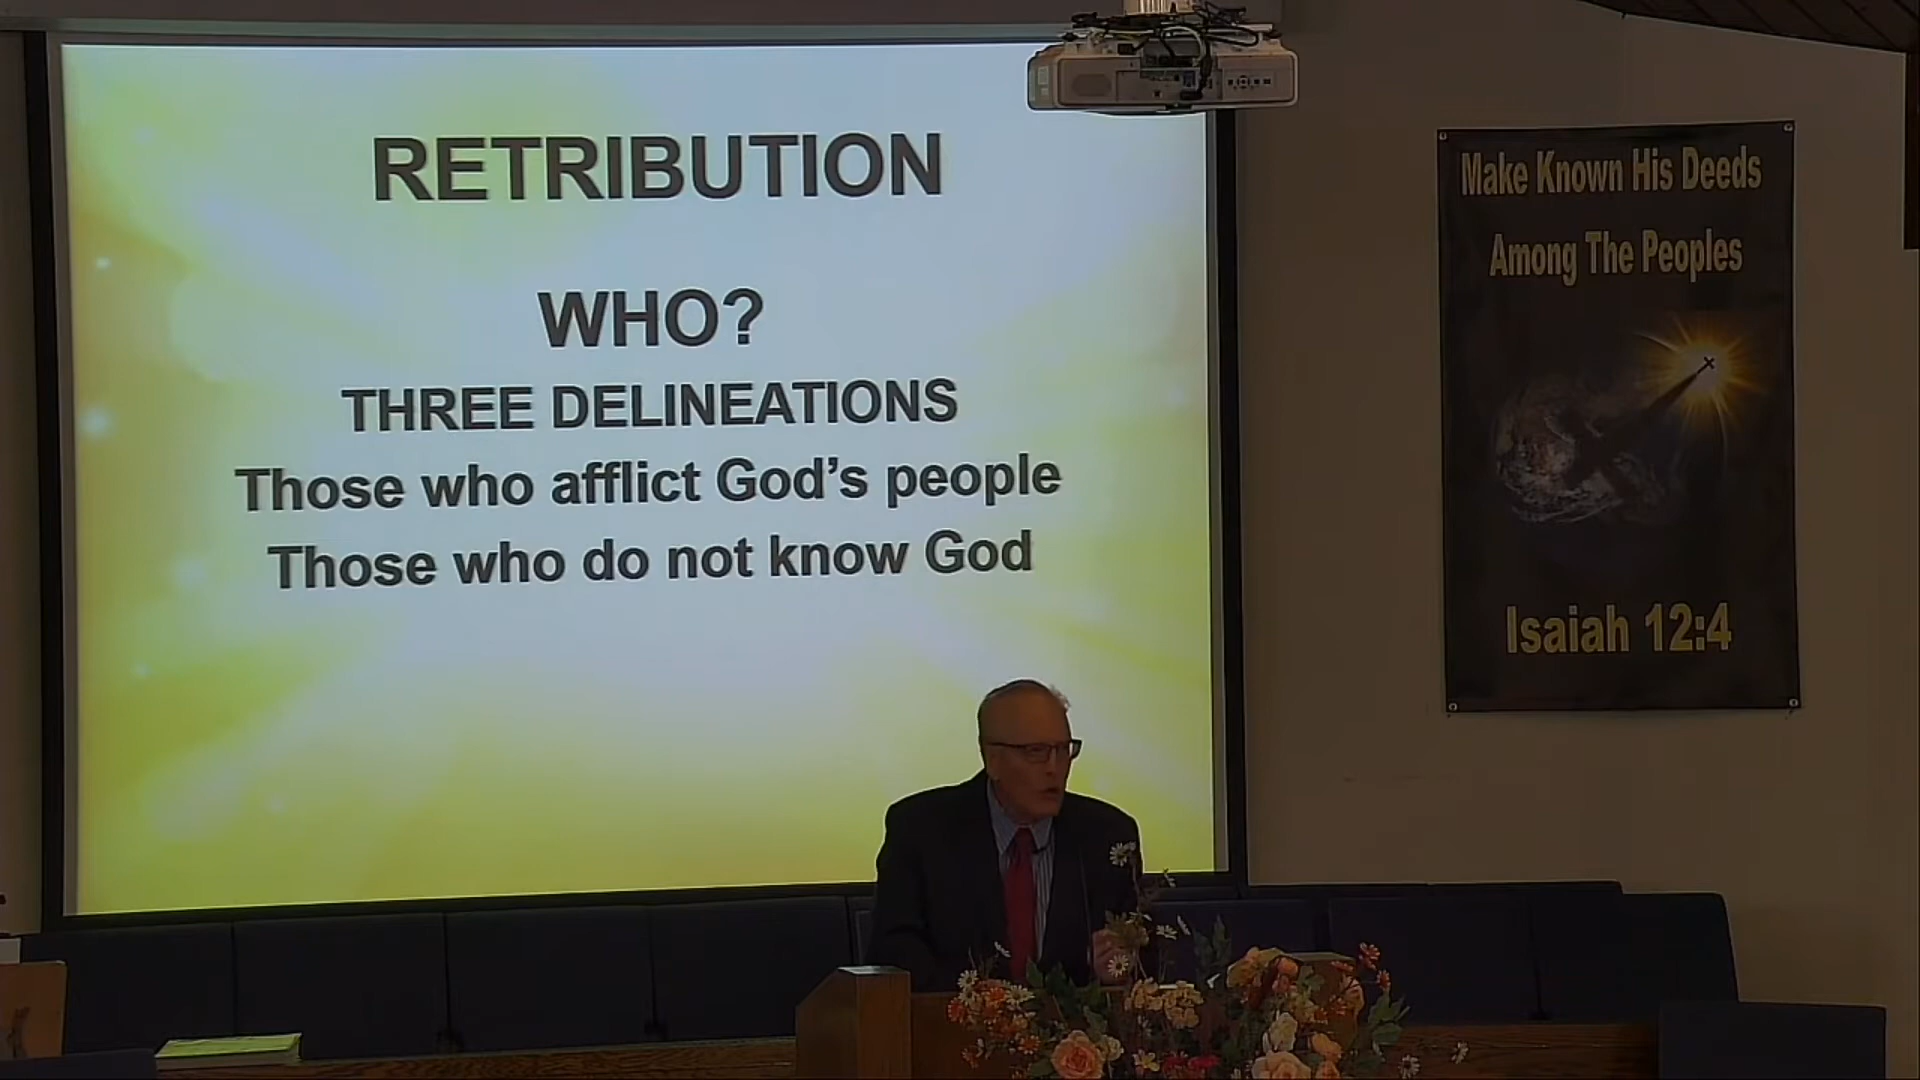 RETRIBUTION
WHO?
THREE DELINEATIONS
Those who afflict God’s people
Those who do not know God
Make Known His Deeds
Among The Peoples
Isaiah 12:4